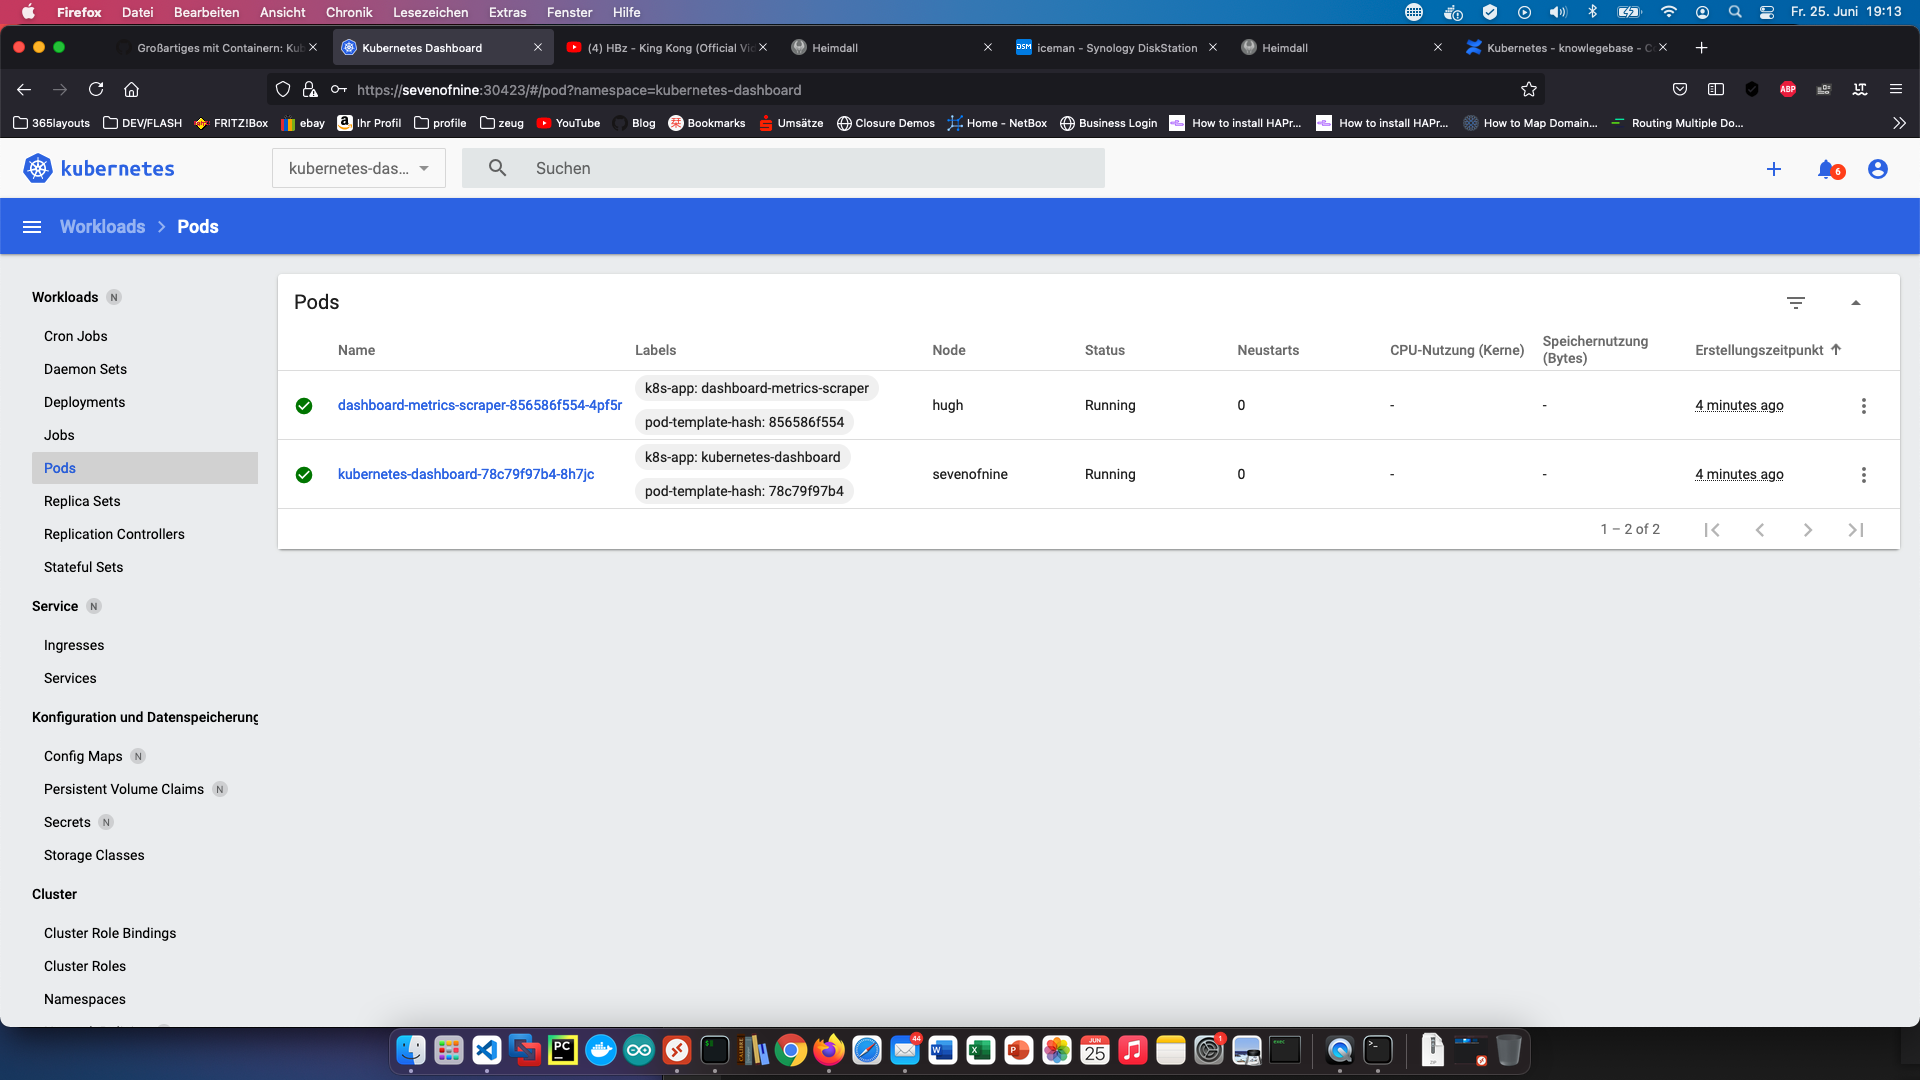 Firefox Datei Bearbeiten Ansicht Chronik Lesezeichen Extras Fenster Hilfe Fr. 25. Juni 19:13
Großartiges mit Containern: Kub Kubernetes Dashboard (4) HBz - King Kong (Official Vic Heimdall iceman - Synology DiskStation Heimdall Kubernetes - knowlegebase - C
https://sevenofnine:30423/#/pod?namespace=kubernetes-dashboard
365layouts DEV/FLASH FRITZ!Box ebay Ihr Profil profile zeug YouTube Blog Bookmarks Umsätze Closure Demos Home - NetBox Business Login How to install HAPr... How to install HAPr... How to Map Domain... Routing Multiple Do...
kubernetes kubernetes-das... Suchen 6
Workloads Pods
Workloads N
Cron Jobs
Daemon Sets
Deployments
Jobs
Pods
Replica Sets
Replication Controllers
Stateful Sets
Service N
Ingresses
Services
Konfiguration und Datenspeicherung
Config Maps N
Persistent Volume Claims N
Secrets N
Storage Classes
Cluster
Cluster Role Bindings
Cluster Roles
Namespaces
Pods
Name Labels Node Status Neustarts CPU-Nutzung (Kerne) Speichernutzung (Bytes) Erstellungszeitpunkt
dashboard-metrics-scraper-856586f554-4pf5r k8s-app: dashboard-metrics-scraper hugh Running 0 - - 4 minutes ago
pod-template-hash: 856586f554
kubernetes-dashboard-78c79f97b4-8h7jc k8s-app: kubernetes-dashboard sevenofnine Running 0 - - 4 minutes ago
pod-template-hash: 78c79f97b4
1 – 2 of 2
PC 44 JUN 25 1